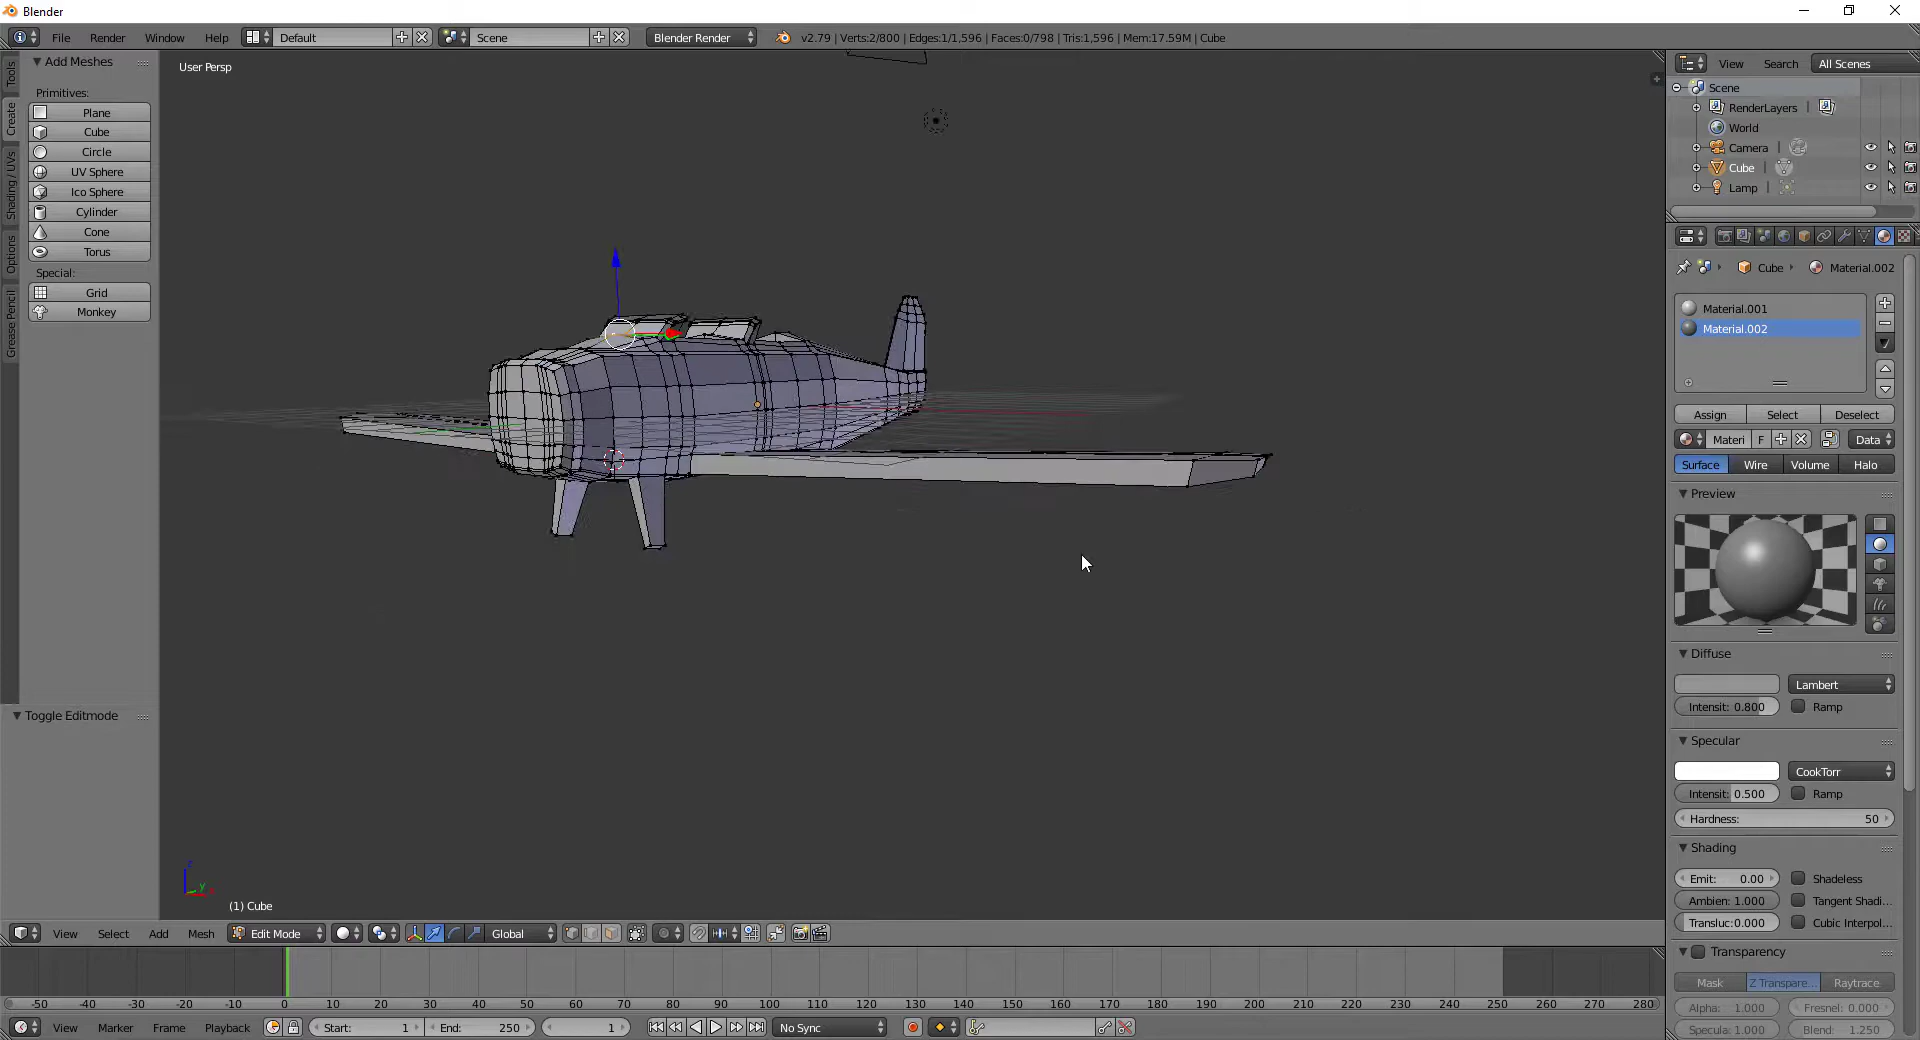 Blender
File Render Window Help Default Scene Blender Render v2.79 | Verts:2/800 | Edges:1/1,596 | Faces:0/798 | Tris:1,596 | Mem:17.59M | Cube
Tools
Create
Shading / UVs
Options
Grease Pencil
Add Meshes
Primitives:
Plane
Cube
Circle
UV Sphere
Ico Sphere
Cylinder
Cone
Torus
Special:
Grid
Monkey
Toggle Editmode
User Persp
z
y
(1) Cube
View Select Add Mesh Edit Mode Global
View Search All Scenes
Scene
RenderLayers
World
Camera
Cube
Lamp
Cube Material.002
Material.001
Material.002
Assign Select Deselect
Materi F Data
Surface Wire Volume Halo
Preview
Diffuse
Lambert
Intensit: 0.800 Ramp
Specular
CookTorr
Intensit: 0.500 Ramp
Hardness: 50
Shading
Emit: 0.00 Shadeless
Ambien: 1.000 Tangent Shadi...
Transluc:0.000 Cubic Interpol...
Transparency
Mask Z Transpare... Raytrace
Alpha: 1.000 Fresnel: 0.000
Specula: 1.000 Blend: 1.250
-50 -40 -30 -20 -10 0 10 20 30 40 50 60 70 80 90 100 110 120 130 140 150 160 170 180 190 200 210 220 230 240 250 260 270 280
View Marker Frame Playback Start: 1 End: 250 1 No Sync